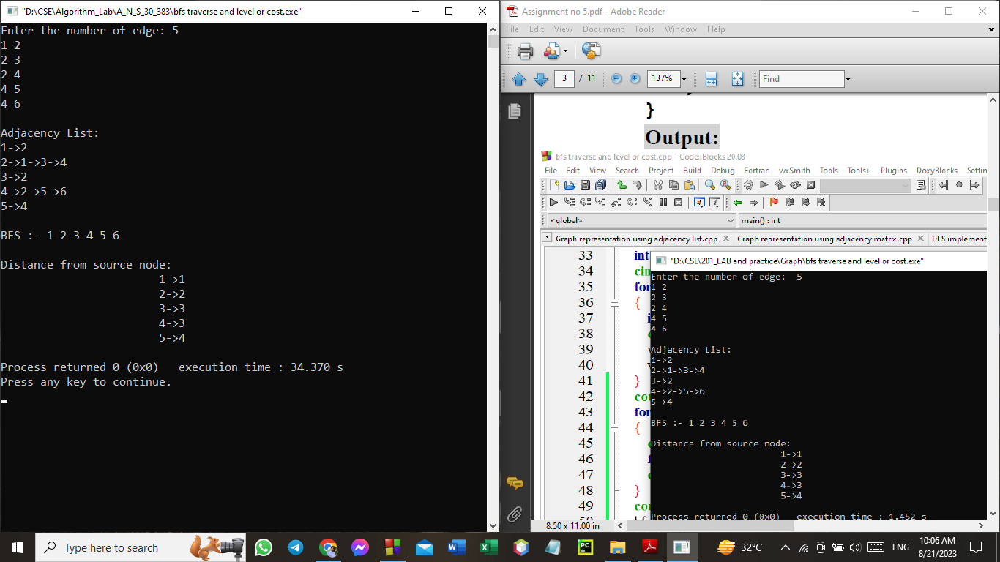 "D:\CSE\Algorithm_Lab\A_N_S_30_383\bfs traverse and level or cost.exe"
Enter the number of edge: 5
1 2
2 3
2 4
4 5
4 6
Adjacency List:
1->2
2->1->3->4
3->2
4->2->5->6
5->4
BFS :- 1 2 3 4 5 6
Distance from source node:
1->1
2->2
3->3
4->3
5->4
Process returned 0 (0x0)   execution time : 34.370 s
Press any key to continue.
Assignment no 5.pdf - Adobe Reader
File Edit View Document Tools Window Help
3 / 11 137% Find
}
Output:
bfs traverse and level or cost.cpp - Code::Blocks 20.03
File Edit View Search Project Build Debug Fortran wxSmith Tools Tools+ Plugins DoxyBlocks
<global> main() : int
Graph representation using adjacency list.cpp Graph representation using adjacency matrix.cpp DFS implement
33 int
34
35 for
36 {
37
38
39
40
41 }
42
43 for
44 {
45
46
47
48 }
49
"D:\CSE\201_LAB and practice\Graph\bfs traverse and level or cost.exe"
Enter the number of edge:  5
1 2
2 3
2 4
4 5
4 6
Adjacency List:
1->2
2->1->3->4
3->2
4->2->5->6
5->4
BFS :- 1 2 3 4 5 6
Distance from source node:
1->1
2->2
3->3
4->3
5->4
Process returned 0 (0x0)   execution time : 1.452 s
8.50 x 11.00 in
Type here to search
32°C ENG 10:06 AM
8/21/2023